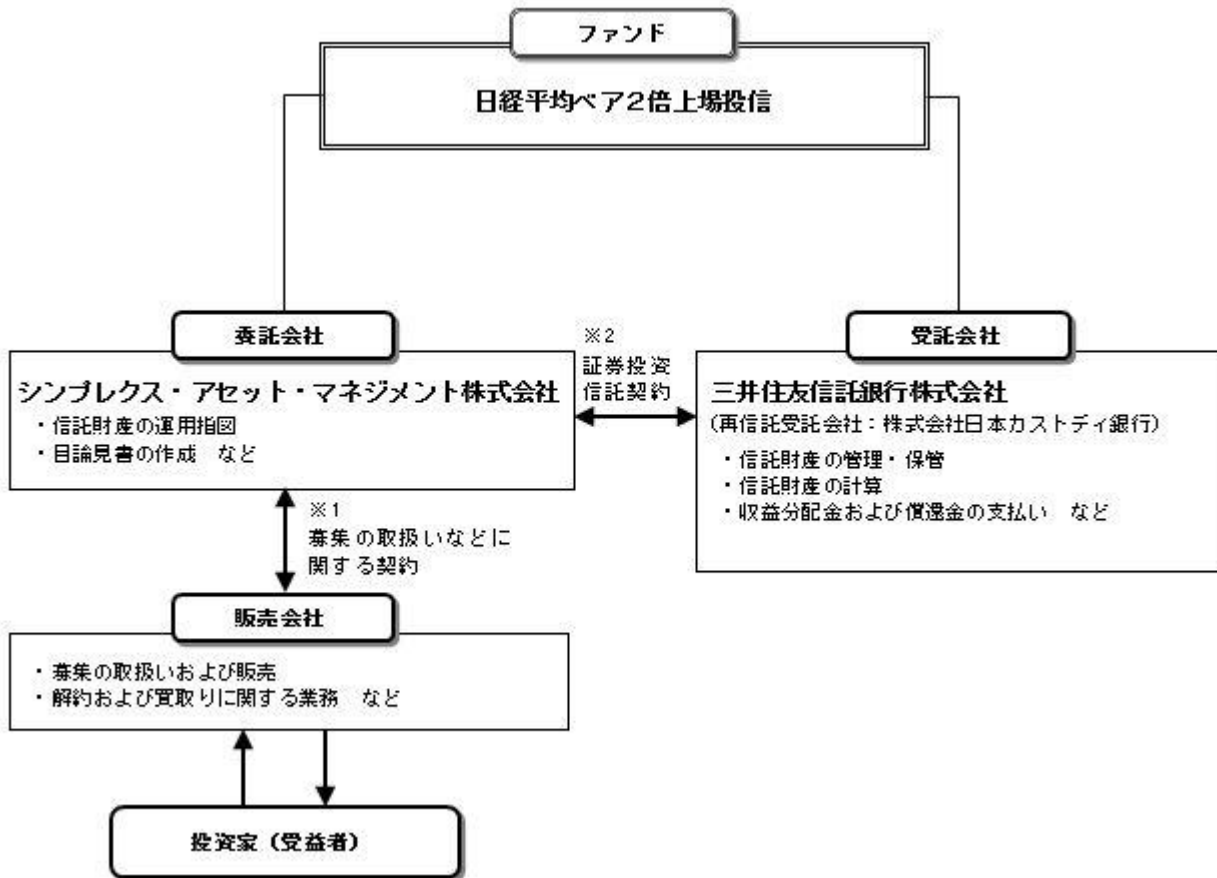 ファンド
日経平均ベア2倍上場投信
委託会社
シンプレクス・アセット・マネジメント株式会社
・信託財産の運用指図
・目論見書の作成 など
※2
証券投資
信託契約
受託会社
三井住友信託銀行株式会社
(再信託受託会社：株式会社日本カストディ銀行)
・信託財産の管理・保管
・信託財産の計算
・収益分配金および償還金の支払い など
※1
募集の取扱いなどに
関する契約
販売会社
・募集の取扱いおよび販売
・解約および買取りに関する業務 など
投資家（受益者）